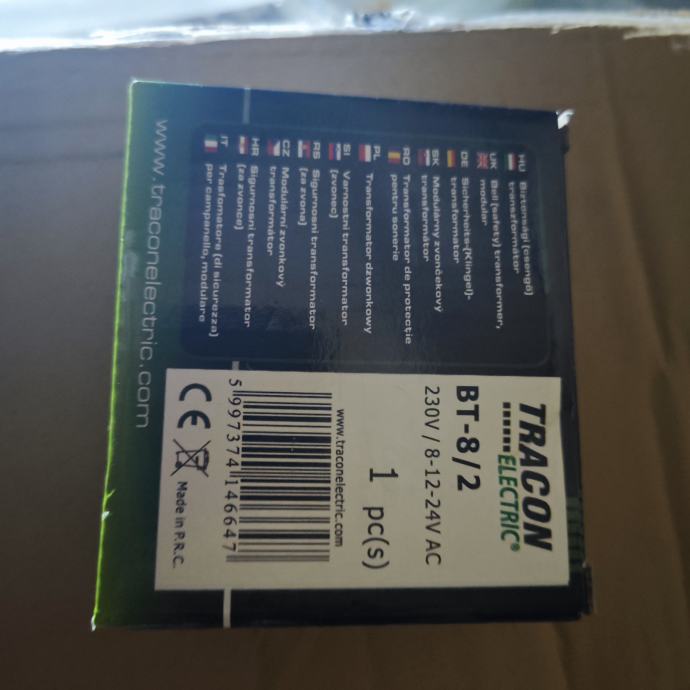 HU Biztonsági (csengő)
transzformátor
UK Bell (safety) transformer,
modular
DE Sicherheits-(Klingel)-
transformator
SK Modulárny zvončekový
transformátor
RO Transformator de protecție
pentru sonerie
PL Transformator dzwonkowy
SI Varnostni transformator
(zvonec)
RS Sigurnosni transformator
(za zvona)
CZ Modulární zvonkový
transformátor
HR Sigurnosni transformator
(za zvonce)
IT Trasfomatore (di sicurezza)
per campanello, modulare
www.traconelectric.com
TRACON
ELECTRIC®
BT-8/2
230V / 8-12-24V AC
1 pc(s)
www.traconelectric.com
5 997374 146647
CE Made in P.R.C.